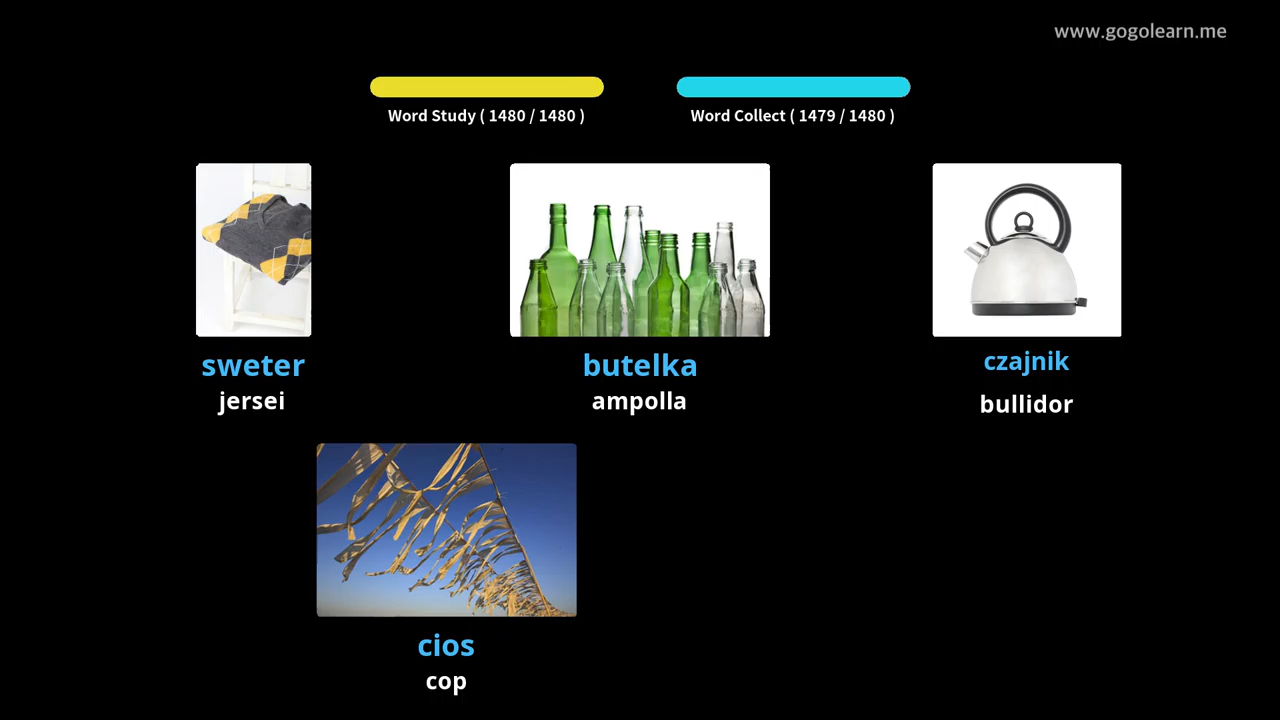 www.gogolearn.me
Word Study ( 1480 / 1480 )
Word Collect ( 1479 / 1480 )
sweter
jersei
butelka
ampolla
czajnik
bullidor
cios
cop